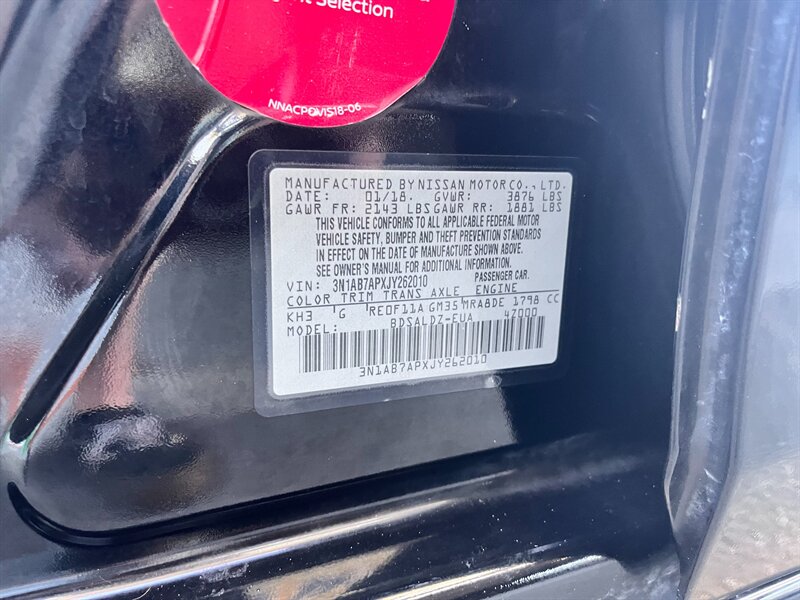 Selection
NNACPOVIS18-06
MANUFACTURED BY NISSAN MOTOR CO., LTD.
DATE: 01/18. GVWR: 3876 LBS
GAWR FR: 2143 LBS GAWR RR: 1881 LBS
THIS VEHICLE CONFORMS TO ALL APPLICABLE FEDERAL MOTOR
VEHICLE SAFETY, BUMPER AND THEFT PREVENTION STANDARDS
IN EFFECT ON THE DATE OF MANUFACTURE SHOWN ABOVE.
SEE OWNER'S MANUAL FOR ADDITIONAL INFORMATION.
VIN: 3N1AB7APXJY262010 PASSENGER CAR.
COLOR TRIM TRANS AXLE ENGINE
KH3 G RE0F11A GM35 MRA8DE 1798 CC
MODEL: BDSALDZ-EUA 4Z000
3N1AB7APXJY262010